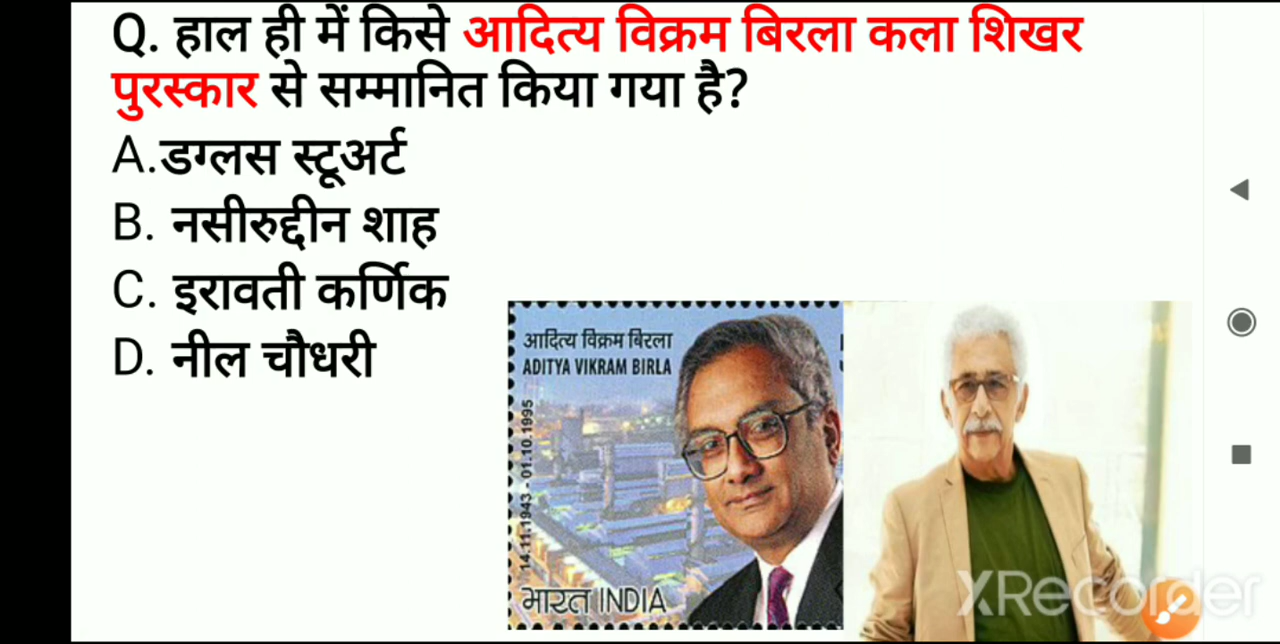 Q. हाल ही में किसे आदित्य विक्रम बिरला कला शिखर
पुरस्कार से सम्मानित किया गया है?
A.डग्लस स्टूअर्ट
B. नसीरुद्दीन शाह
C. इरावती कर्णिक
D. नील चौधरी
आदित्य विक्रम बिरला
ADITYA VIKRAM BIRLA
14.11.1943 - 01.10.1995
भारत INDIA
XRecorder